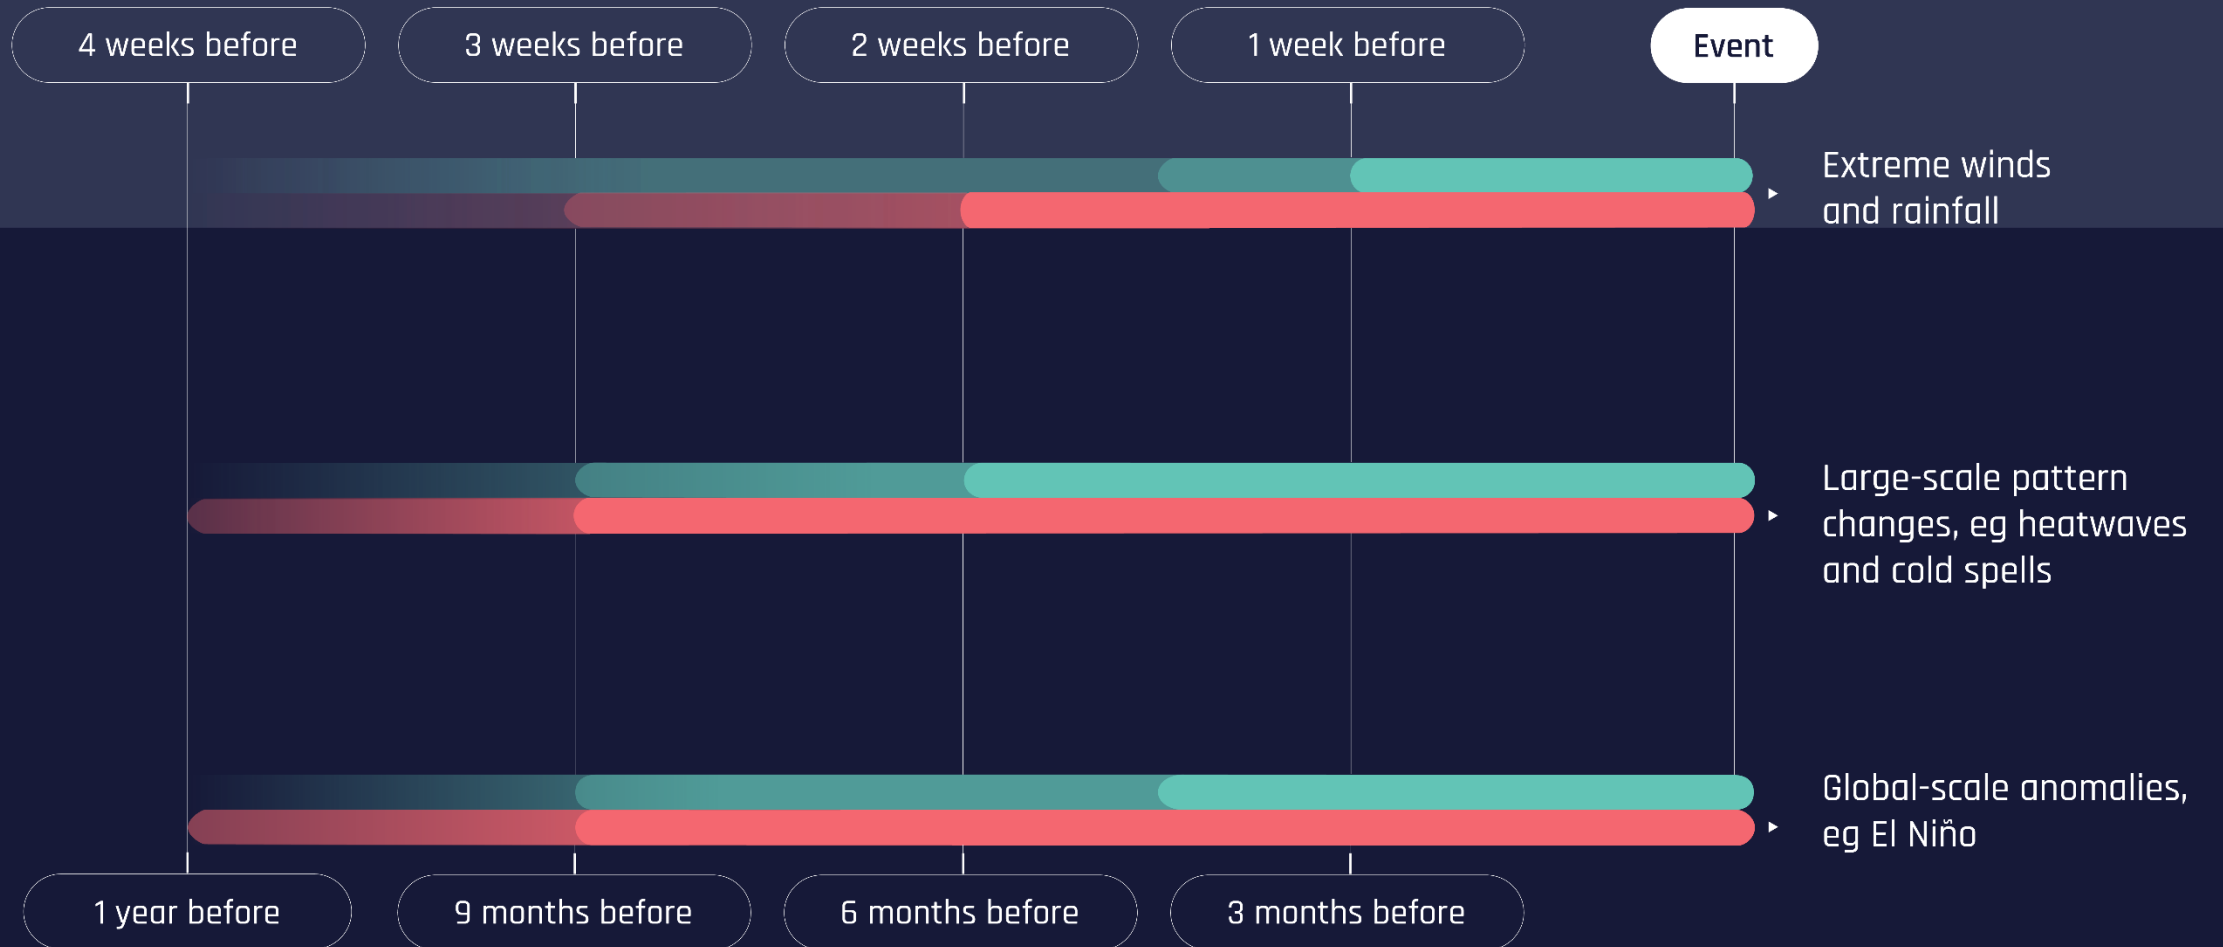 4 weeks before
3 weeks before
2 weeks before
1 week before
Event
Extreme winds
and rainfall
Large-scale pattern
changes, eg heatwaves
and cold spells
Global-scale anomalies,
eg El Niño
1 year before
9 months before
6 months before
3 months before